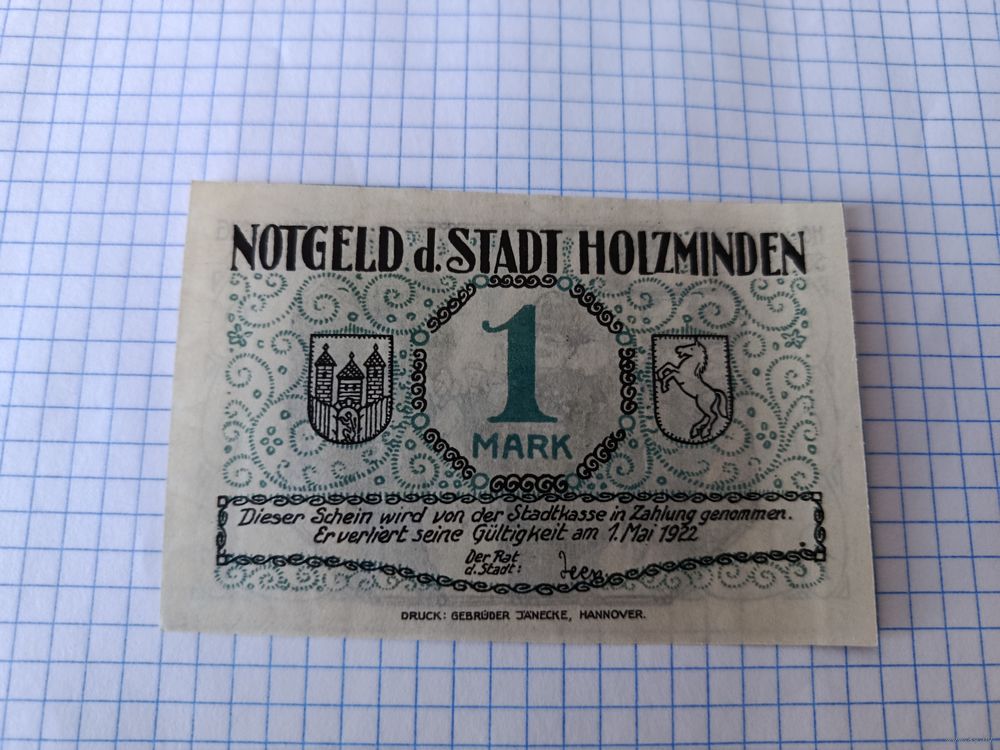 NOTGELD d. STADT HOLZMINDEN
1
MARK
Dieser Schein wird von der Stadtkasse in Zahlung genommen.
Er verliert seine Gültigkeit am 1. Mai 1922
Der Rat
d. Stadt:
DRUCK: GEBRÜDER JÄNECKE, HANNOVER.